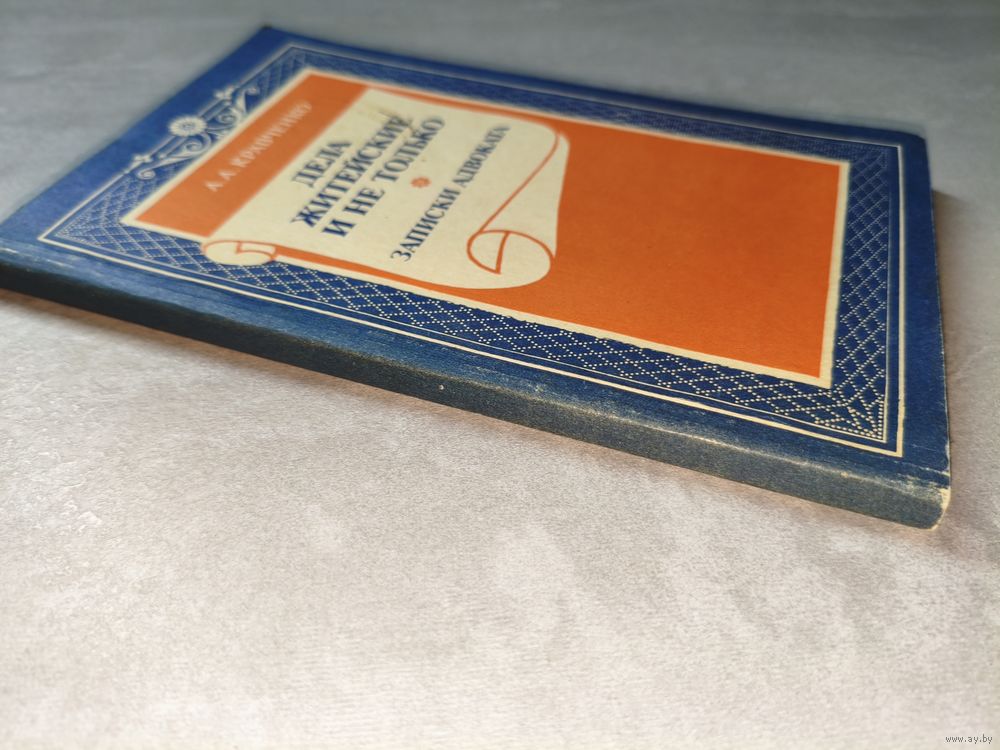 А. А. КРАВЧЕНКО
ДЕЛА
ЖИТЕЙСКИЕ
И НЕ ТОЛЬКО
ЗАПИСКИ АДВОКАТА
www.ay.by